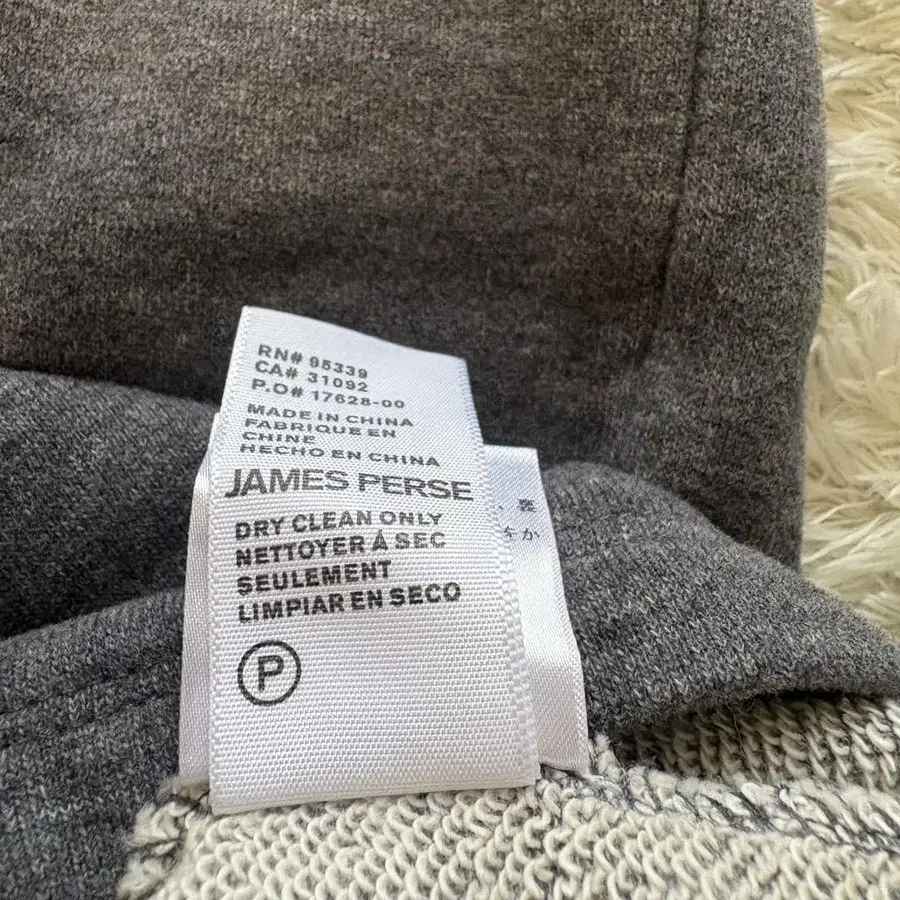 RN# 95339
CA# 31092
P.O# 17628-00
MADE IN CHINA
FABRIQUE EN
CHINE
HECHO EN CHINA
JAMES PERSE
DRY CLEAN ONLY
NETTOYER À SEC
SEULEMENT
LIMPIAR EN SECO
P
か